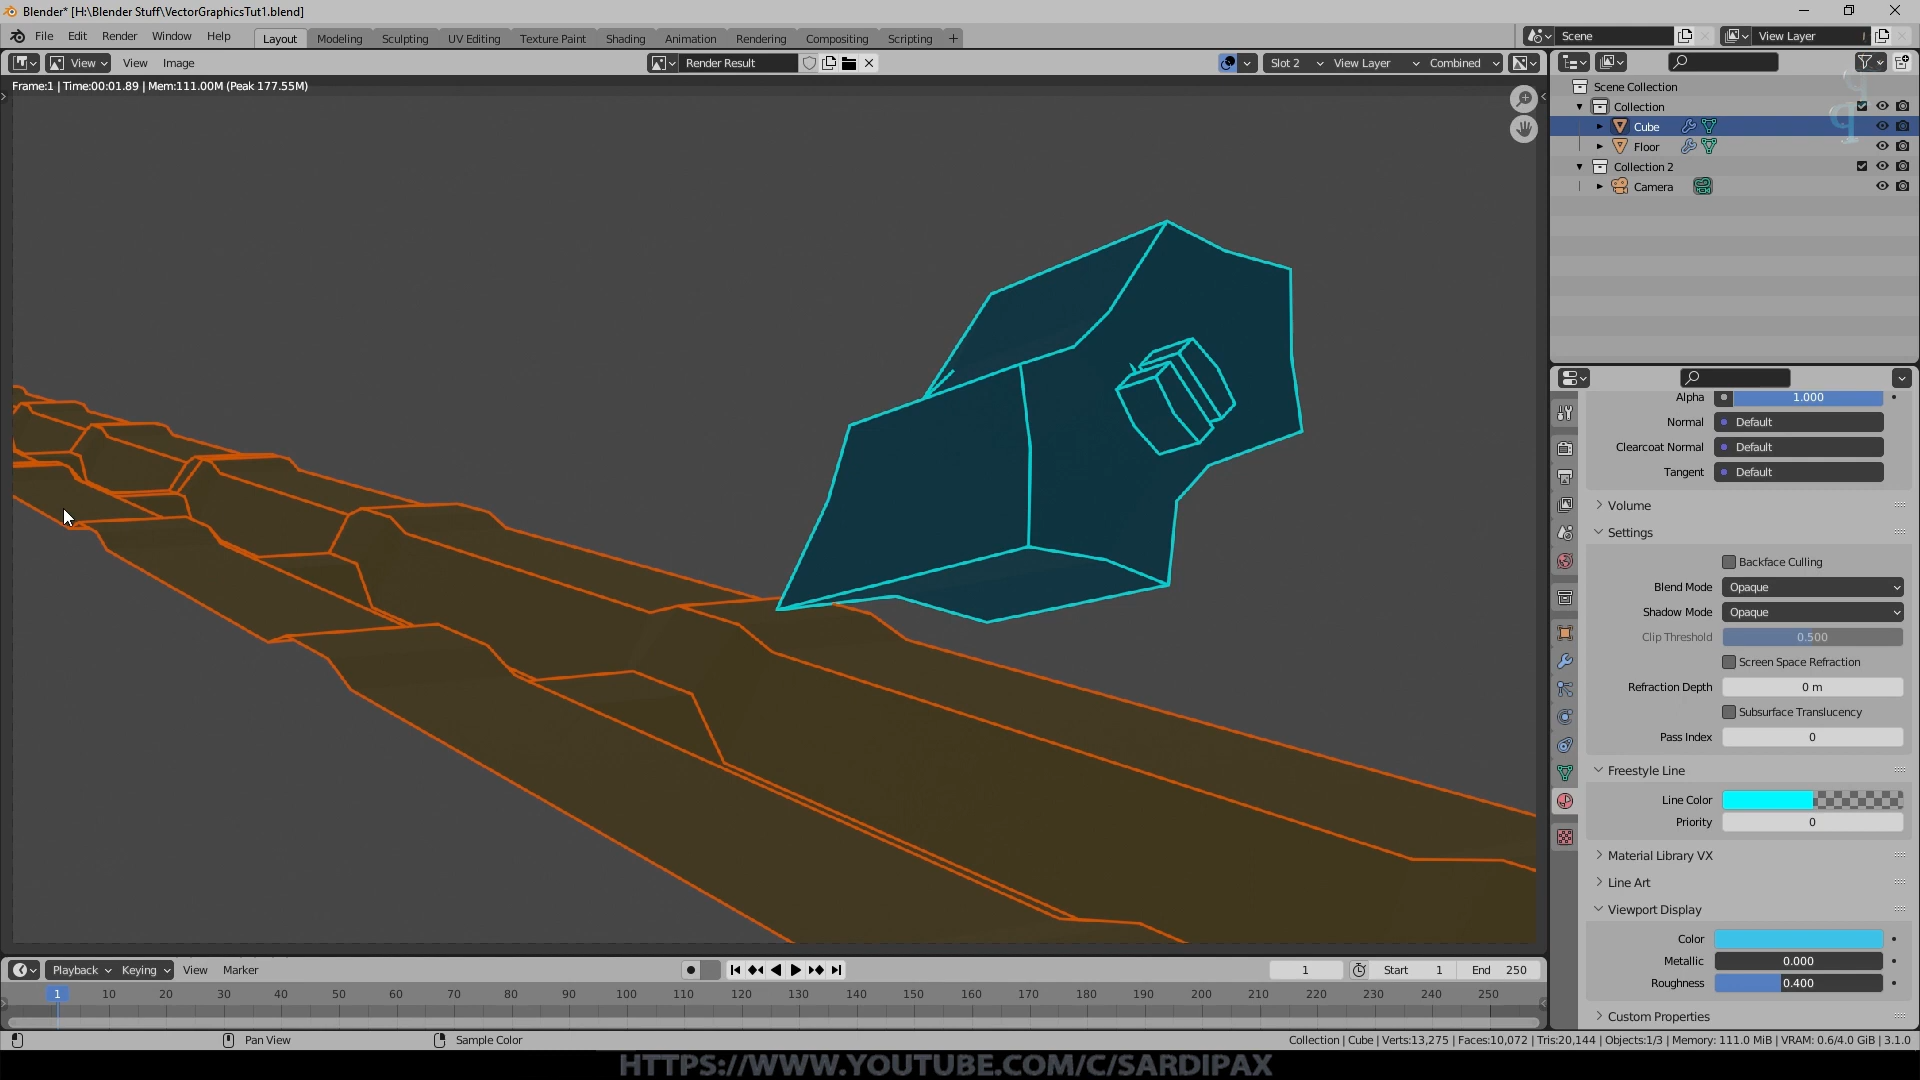 Blender* [H:\Blender Stuff\VectorGraphicsTut1.blend]
File Edit Render Window Help Layout Modeling Sculpting UV Editing Texture Paint Shading Animation Rendering Compositing Scripting + Scene View Layer
View View Image Render Result Slot 2 View Layer Combined
Frame:1 | Time:00:01.89 | Mem:111.00M (Peak 177.55M)
Scene Collection
Collection
Cube
Floor
Collection 2
Camera
Alpha 1.000
Normal Default
Clearcoat Normal Default
Tangent Default
Volume
Settings
Backface Culling
Blend Mode Opaque
Shadow Mode Opaque
Clip Threshold 0.500
Screen Space Refraction
Refraction Depth 0 m
Subsurface Translucency
Pass Index 0
Freestyle Line
Line Color
Priority 0
Material Library VX
Line Art
Viewport Display
Color
Metallic 0.000
Roughness 0.400
Custom Properties
Playback Keying View Marker 1 Start 1 End 250
1 10 20 30 40 50 60 70 80 90 100 110 120 130 140 150 160 170 180 190 200 210 220 230 240 250
Pan View Sample Color Collection | Cube | Verts:13,275 | Faces:10,072 | Tris:20,144 | Objects:1/3 | Memory: 111.0 MiB | VRAM: 0.6/4.0 GiB | 3.1.0
HTTPS://WWW.YOUTUBE.COM/C/SARDIPAX